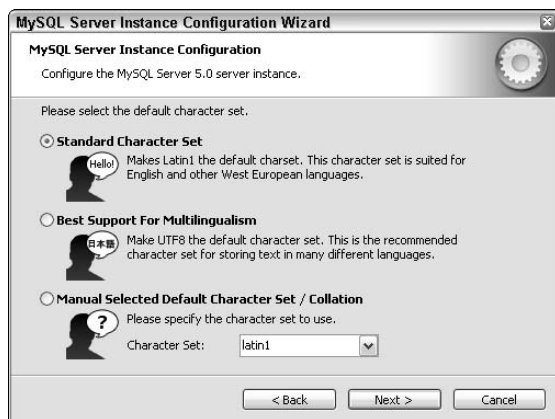 MySQL Server Instance Configuration Wizard
MySQL Server Instance Configuration
Configure the MySQL Server 5.0 server instance.
Please select the default character set.
Standard Character Set
Hello!
Makes Latin1 the default charset. This character set is suited for
English and other West European languages.
Best Support For Multilingualism
日本語
Make UTF8 the default character set. This is the recommended
character set for storing text in many different languages.
Manual Selected Default Character Set / Collation
?
Please specify the character set to use.
Character Set: latin1
< Back Next > Cancel